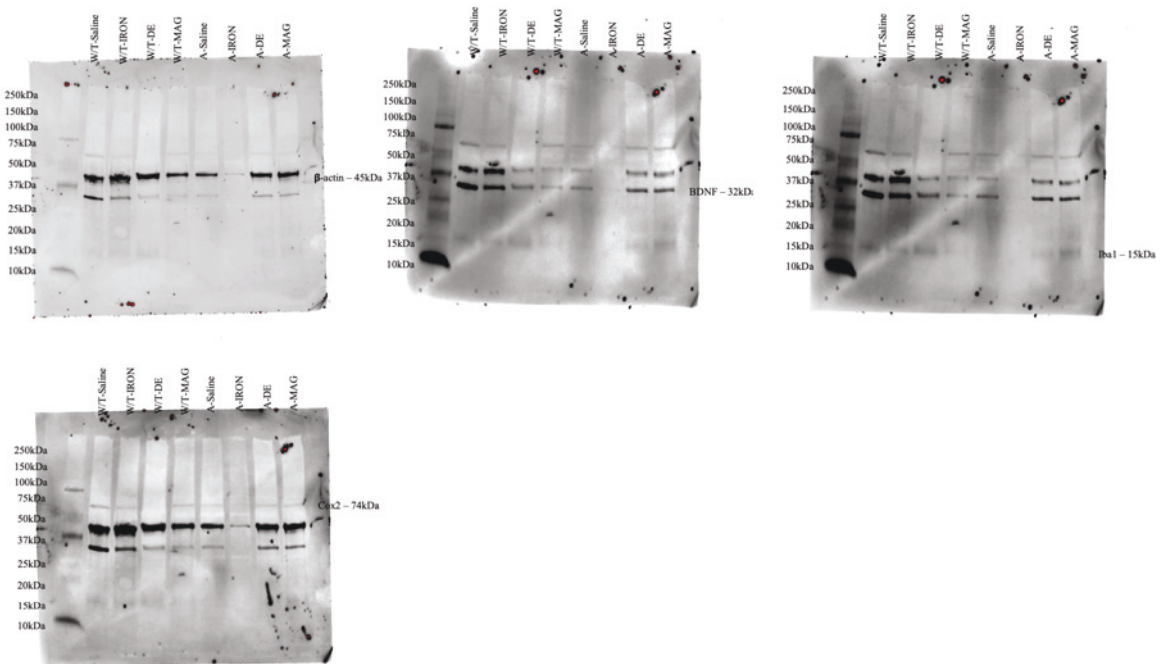 W/T-Saline
W/T-IRON
W/T-DE
W/T-MAG
A-Saline
A-IRON
A-DE
A-MAG
250kDa
150kDa
100kDa
75kDa
50kDa
37kDa
25kDa
20kDa
15kDa
10kDa
β-actin – 45kDa
W/T-Saline
W/T-IRON
W/T-DE
W/T-MAG
A-Saline
A-IRON
A-DE
A-MAG
250kDa
150kDa
100kDa
75kDa
50kDa
37kDa
25kDa
20kDa
15kDa
10kDa
BDNF – 32kDa
W/T-Saline
W/T-IRON
W/T-DE
W/T-MAG
A-Saline
A-IRON
A-DE
A-MAG
250kDa
150kDa
100kDa
75kDa
50kDa
37kDa
25kDa
20kDa
15kDa
10kDa
Iba1 – 15kDa
W/T-Saline
W/T-IRON
W/T-DE
W/T-MAG
A-Saline
A-IRON
A-DE
A-MAG
250kDa
150kDa
100kDa
75kDa
50kDa
37kDa
25kDa
20kDa
15kDa
10kDa
Cox2 – 74kDa